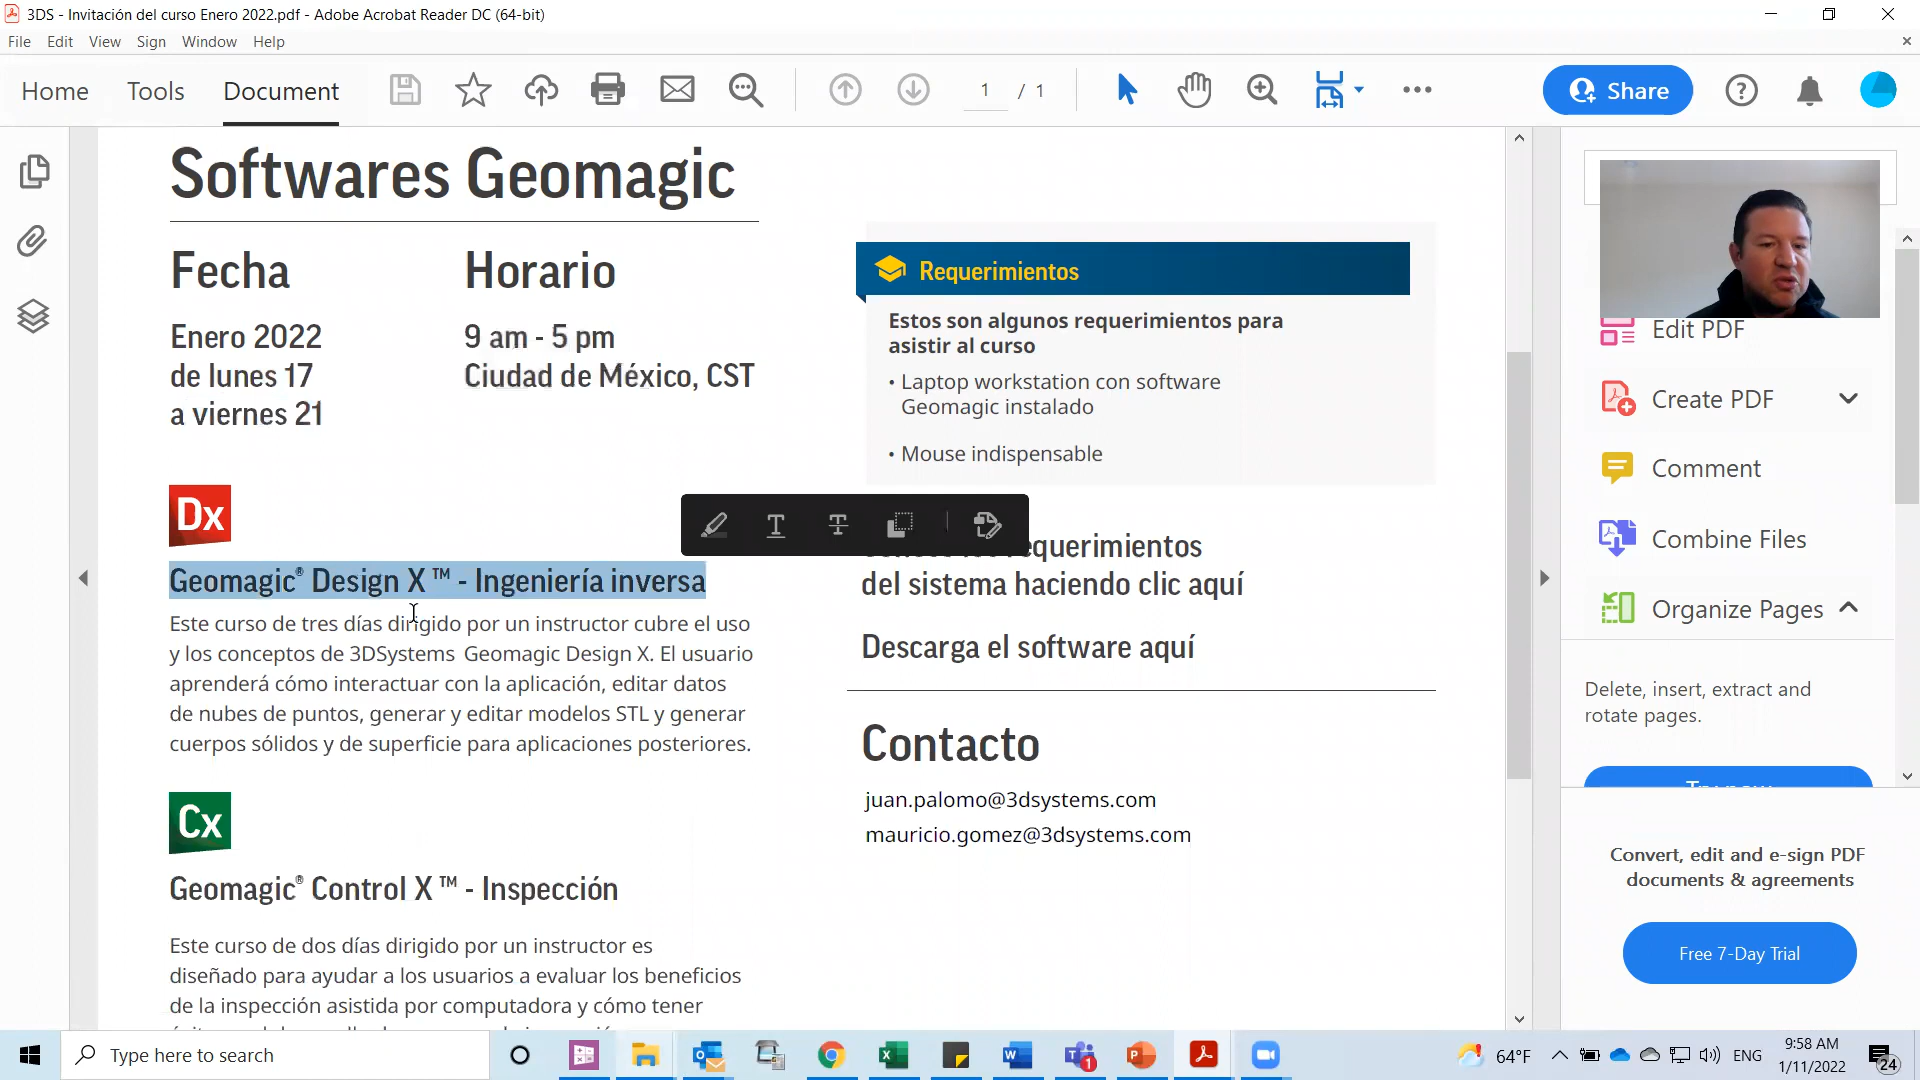 3DS - Invitación del curso Enero 2022.pdf - Adobe Acrobat Reader DC (64-bit)
File Edit View Sign Window Help
Home Tools Document 1 / 1 Share
Softwares Geomagic
Fecha
Enero 2022
de lunes 17
a viernes 21
Horario
9 am - 5 pm
Ciudad de México, CST
Dx
Geomagic® Design X™ - Ingeniería inversa
Este curso de tres días dirigido por un instructor cubre el uso
y los conceptos de 3DSystems Geomagic Design X. El usuario
aprenderá cómo interactuar con la aplicación, editar datos
de nubes de puntos, generar y editar modelos STL y generar
cuerpos sólidos y de superficie para aplicaciones posteriores.
Cx
Geomagic® Control X™ - Inspección
Este curso de dos días dirigido por un instructor es
diseñado para ayudar a los usuarios a evaluar los beneficios
de la inspección asistida por computadora y cómo tener
Requerimientos
Estos son algunos requerimientos para
asistir al curso
• Laptop workstation con software
Geomagic instalado
• Mouse indispensable
equerimientos
del sistema haciendo clic aquí
Descarga el software aquí
Contacto
juan.palomo@3dsystems.com
mauricio.gomez@3dsystems.com
Edit PDF
Create PDF
Comment
Combine Files
Organize Pages
Delete, insert, extract and
rotate pages.
Convert, edit and e-sign PDF
documents & agreements
Free 7-Day Trial
Type here to search
1
64°F
ENG
9:58 AM
1/11/2022
24